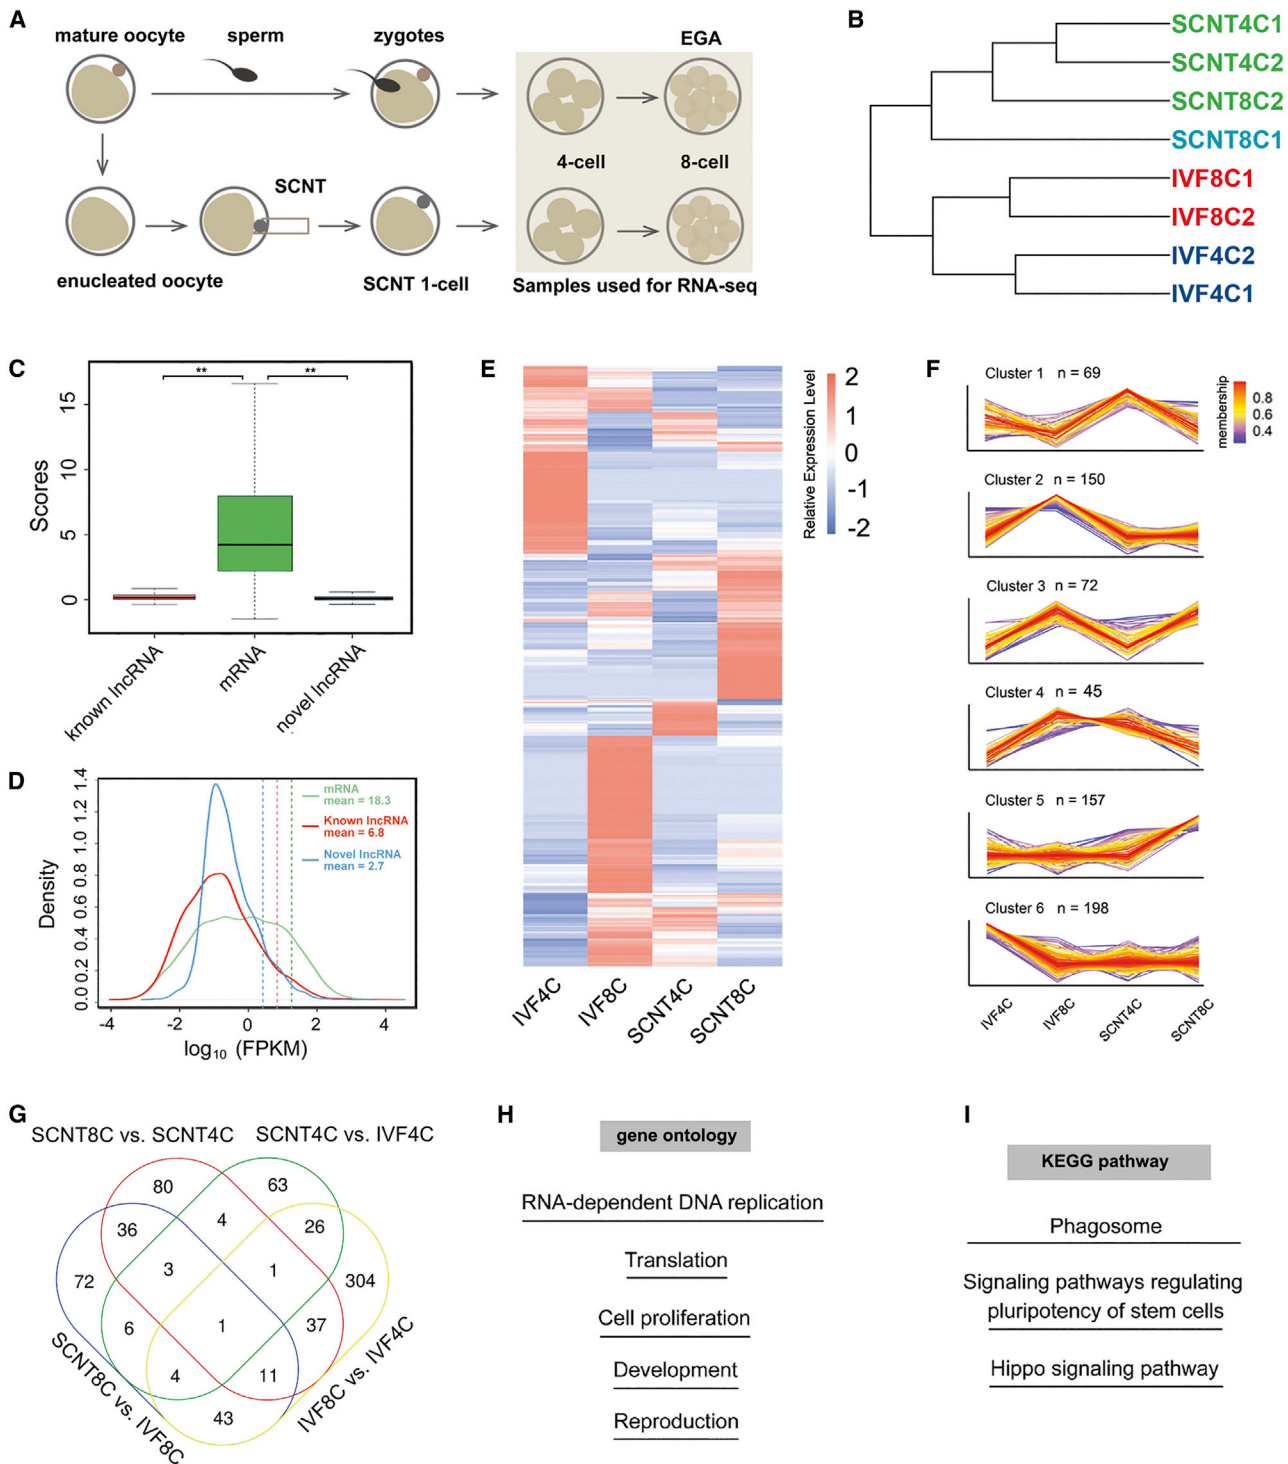 A
mature oocyte
sperm
zygotes
EGA
4-cell
8-cell
SCNT
enucleated oocyte
SCNT 1-cell
Samples used for RNA-seq
B
SCNT4C1
SCNT4C2
SCNT8C2
SCNT8C1
IVF8C1
IVF8C2
IVF4C2
IVF4C1
C
**
**
Scores
15
10
5
0
known lncRNA
mRNA
novel lncRNA
D
Density
1.4
1.2
1.0
0.8
0.6
0.4
0.2
0.0
-4
-2
0
2
4
log10 (FPKM)
mRNA
mean = 18.3
Known lncRNA
mean = 6.8
Novel lncRNA
mean = 2.7
E
Relative Expression Level
2
1
0
-1
-2
IVF4C
IVF8C
SCNT4C
SCNT8C
F
Cluster 1 n = 69
membership
0.8
0.6
0.4
Cluster 2 n = 150
Cluster 3 n = 72
Cluster 4 n = 45
Cluster 5 n = 157
Cluster 6 n = 198
IVF4C
IVF8C
SCNT4C
SCNT8C
G
SCNT8C vs. SCNT4C
SCNT4C vs. IVF4C
80
63
36
4
26
72
3
1
304
6
1
37
4
11
43
SCNT8C vs. IVF8C
IVF8C vs. IVF4C
H
gene ontology
RNA-dependent DNA replication
Translation
Cell proliferation
Development
Reproduction
I
KEGG pathway
Phagosome
Signaling pathways regulating
pluripotency of stem cells
Hippo signaling pathway